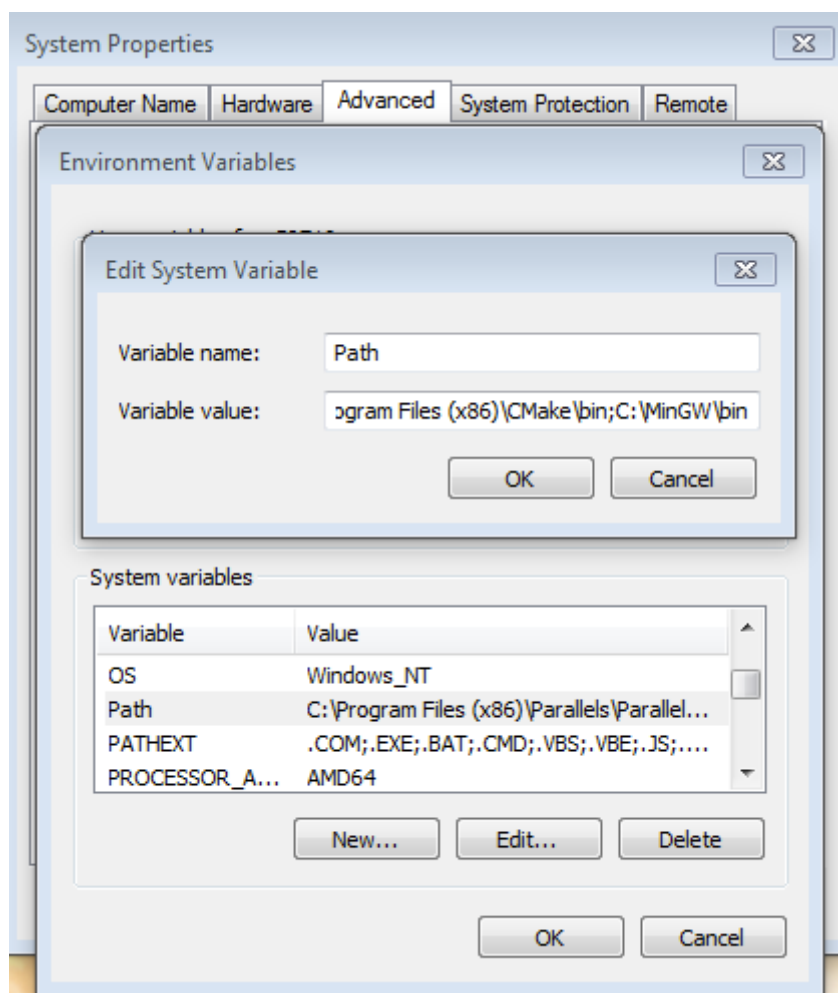 System Properties
Computer Name Hardware Advanced System Protection Remote
Environment Variables
Edit System Variable
Variable name: Path
Variable value: ogram Files (x86)\CMake\bin;C:\MinGW\bin
OK Cancel
System variables
Variable Value
OS Windows_NT
Path C:\Program Files (x86)\Parallels\Parallel...
PATHEXT .COM;.EXE;.BAT;.CMD;.VBS;.VBE;.JS;....
PROCESSOR_A... AMD64
New... Edit... Delete
OK Cancel